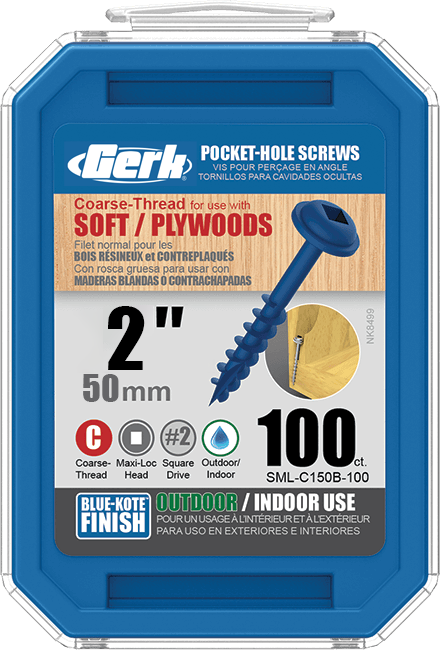 Gerk
POCKET-HOLE SCREWS
VIS POUR PERÇAGE EN ANGLE
TORNILLOS PARA CAVIDADES OCULTAS
Coarse-Thread for use with
SOFT / PLYWOODS
Filet normal pour les
BOIS RÉSINEUX et CONTREPLAQUÉS
Con rosca gruesa para usar con
MADERAS BLANDAS O CONTRACHAPADAS
2"
50mm
NK8499
C
#2
Coarse-Thread
Maxi-Loc Head
Square Drive
Outdoor/Indoor
100 ct.
SML-C150B-100
BLUE-KOTE™
FINISH
OUTDOOR / INDOOR USE
POUR UN USAGE À L'INTÉRIEUR ET À L'EXTÉRIEUR
PARA USO EN EXTERIORES E INTERIORES